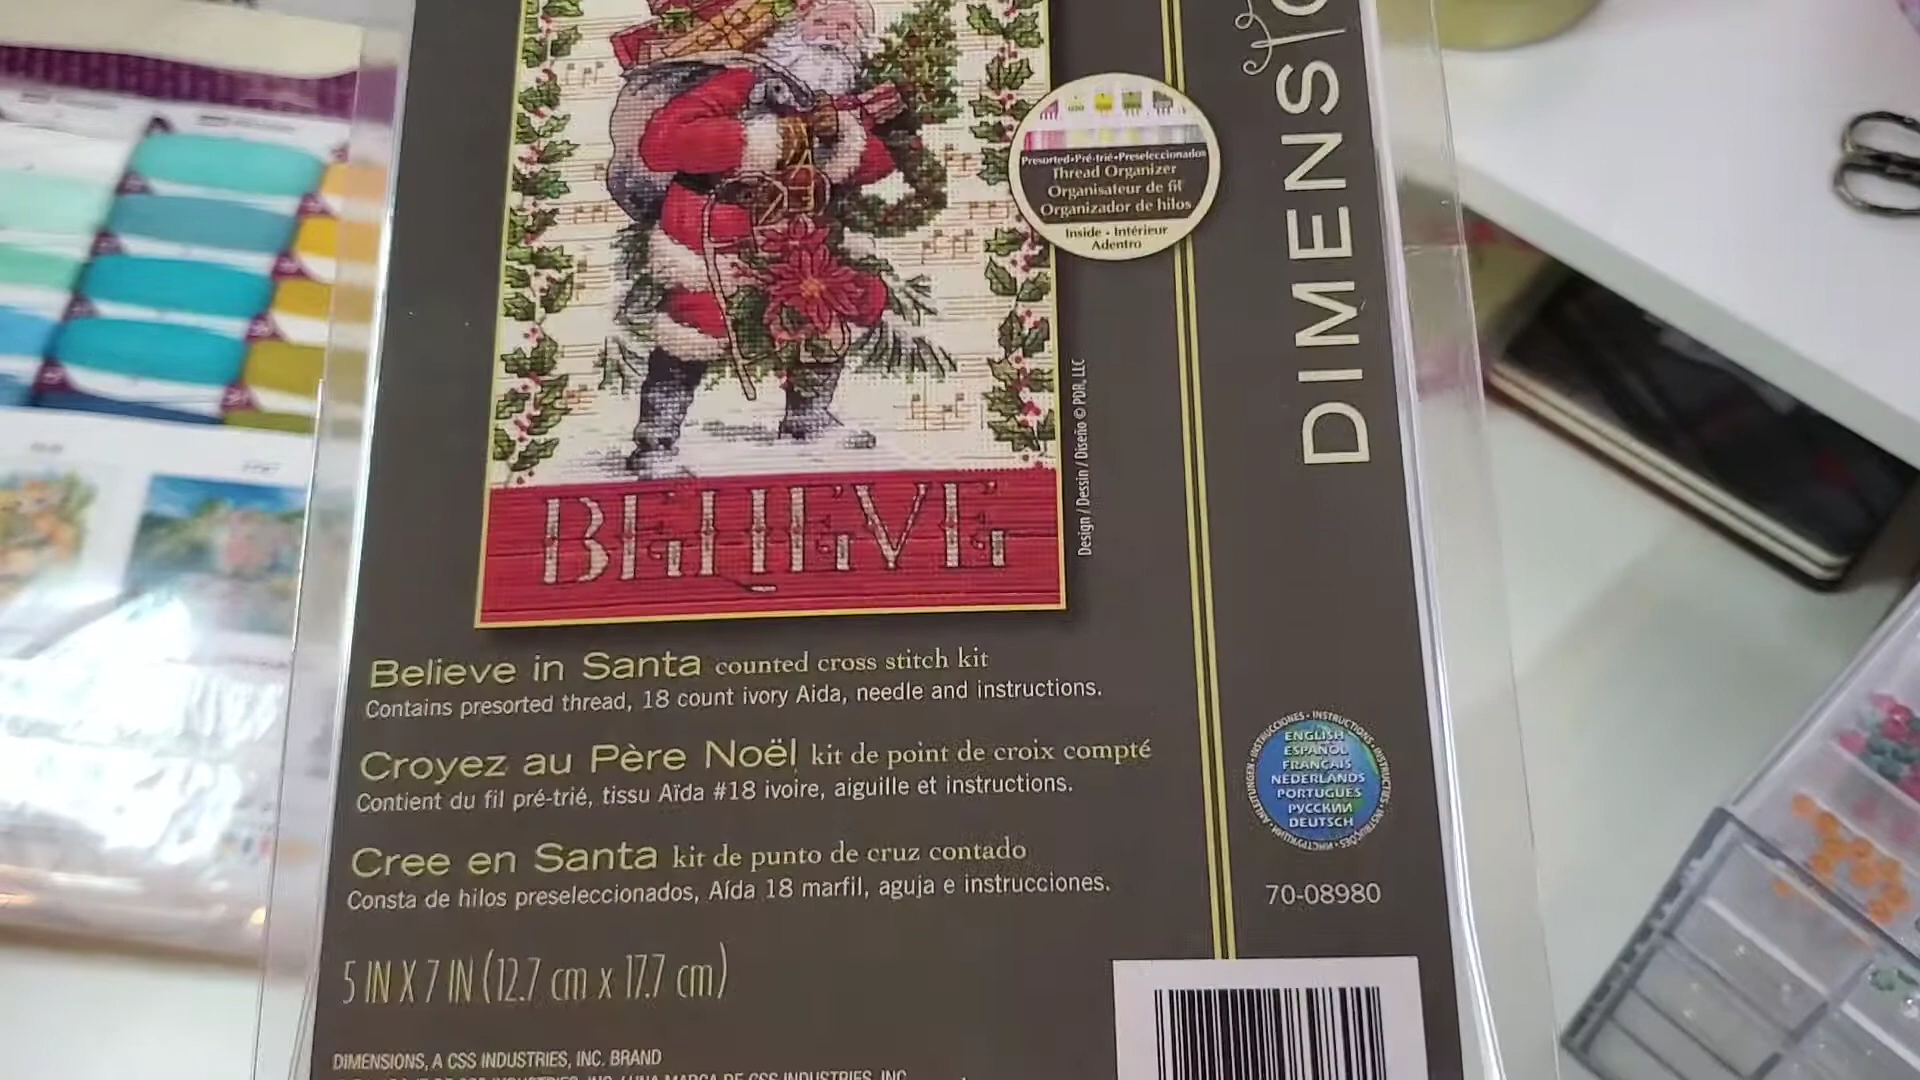 DIMENSIO
Presorted•Pré-trié•Preseleccionados
Thread Organizer
Organisateur de fil
Organizador de hilos
Inside - Intérieur
Adentro
Design / Dessin / Diseño © PDR, LLC
BELIEVE
Believe in Santa counted cross stitch kit
Contains presorted thread, 18 count ivory Aida, needle and instructions.
Croyez au Père Noël kit de point de croix compté
Contient du fil pré-trié, tissu Aïda #18 ivoire, aiguille et instructions.
Cree en Santa kit de punto de cruz contado
Consta de hilos preseleccionados, Aída 18 marfil, aguja e instrucciones.
INSTRUCCIONES • INSTRUCTIONS
ENGLISH
ESPAÑOL
FRANÇAIS
NEDERLANDS
PORTUGUES
РУССКИЙ
DEUTSCH
70-08980
5 IN X 7 IN (12.7 cm x 17.7 cm)
DIMENSIONS, A CSS INDUSTRIES, INC. BRAND